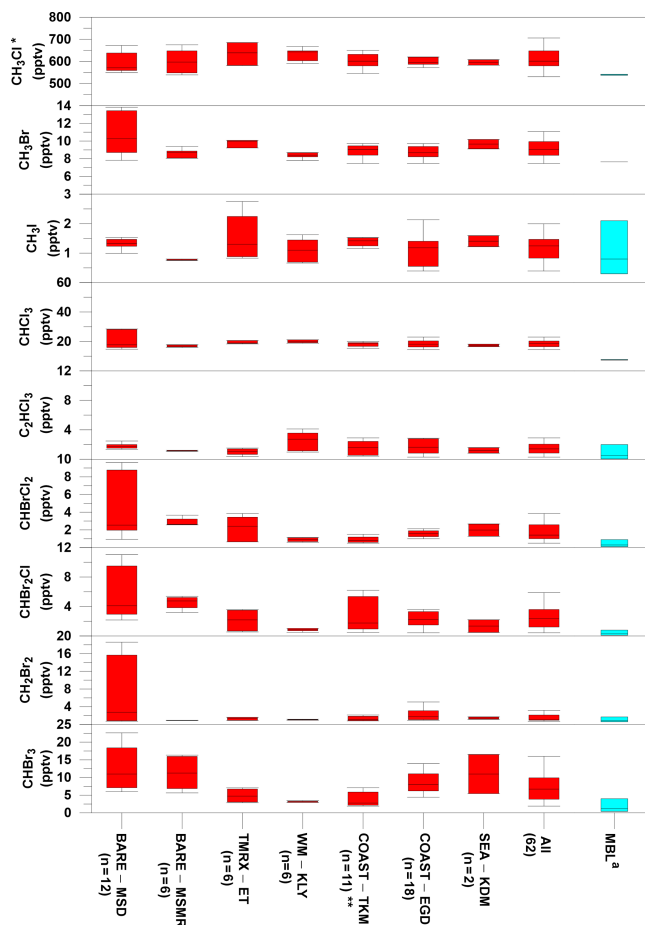 CH3Cl *
(pptv)
800
700
600
500
CH3Br
(pptv)
14
12
10
8
6
3
CH3I
(pptv)
2
1
60
CHCl3
(pptv)
40
20
12
C2HCl3
(pptv)
8
4
10
CHBrCl2
(pptv)
8
6
4
2
12
CHBr2Cl
(pptv)
8
4
20
CH2Br2
(pptv)
16
12
8
4
25
CHBr3
(pptv)
20
15
10
5
0
BARE – MSD
(n=12)
BARE – MSMR
(n=6)
TMRX – ET
(n=6)
WM – KLY
(n=6)
COAST – TKM
(n=11) **
COAST – EGD
(n=18)
SEA – KDM
(n=2)
All
(62)
MBL a